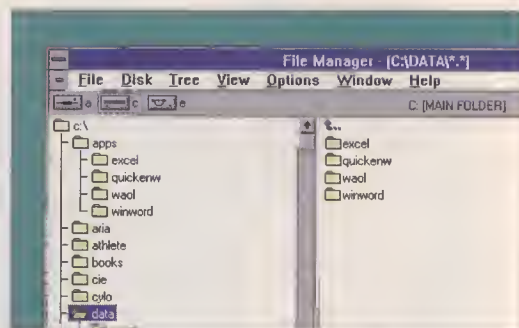 File Manager - [C:\DATA\*.*]
File Disk Tree View Options Window Help
a c e C: [MAIN FOLDER]
c:\
apps
excel
quickenw
waol
winword
aria
athlete
books
cie
cylo
data
..
excel
quickenw
waol
winword